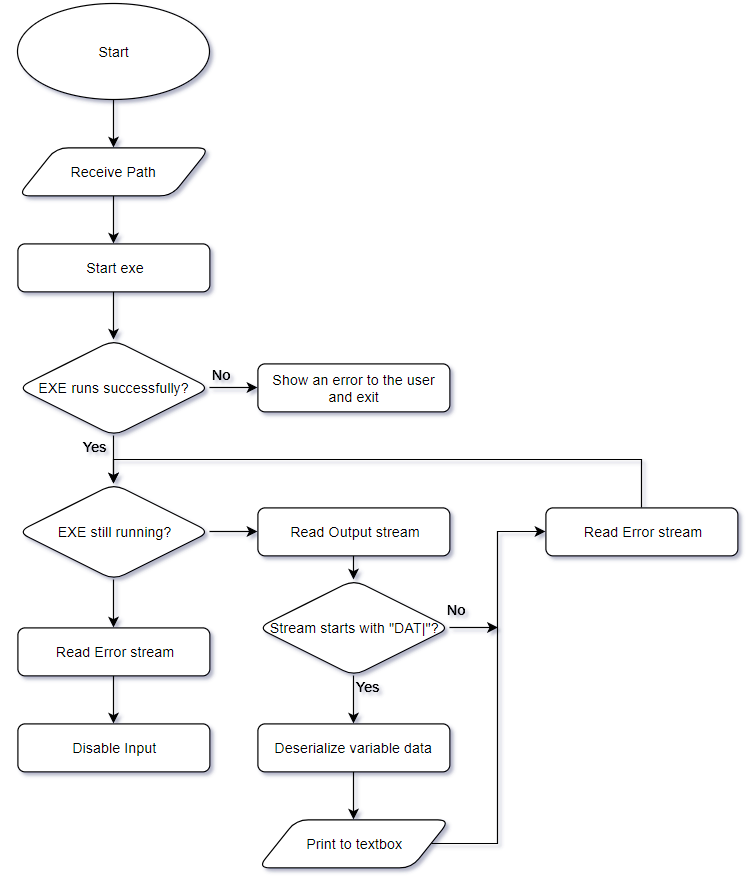 Start
Receive Path
Start exe
EXE runs successfully?
No
Show an error to the user
and exit
Yes
EXE still running?
Read Output stream
Read Error stream
Stream starts with "DAT|"?
No
Read Error stream
Yes
Disable Input
Deserialize variable data
Print to textbox